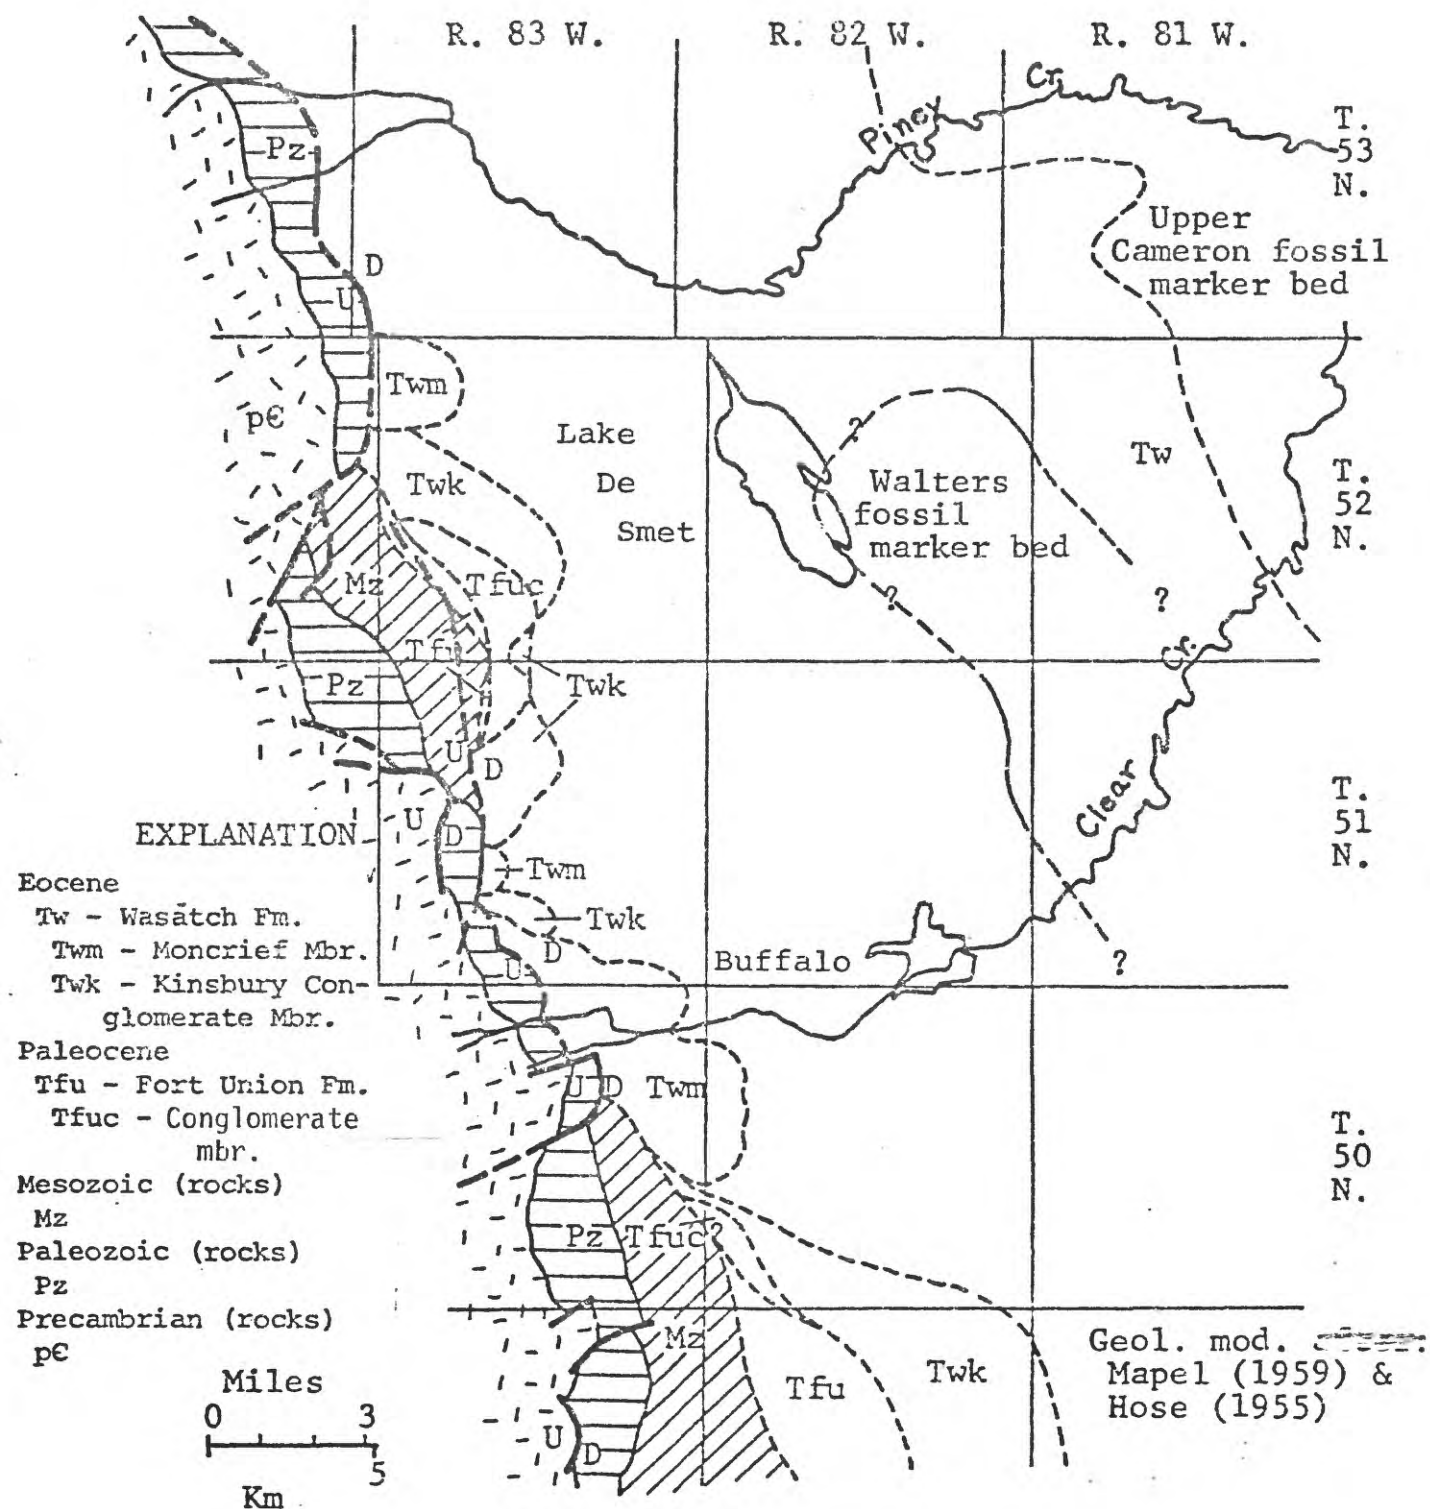 R. 83 W.
R. 82 W.
R. 81 W.
Piney
Cr.
T.
53
N.
Pz
D
U
Upper
Cameron fossil
marker bed
Twm
pЄ
Lake
De
Smet
Twk
Walters
fossil
marker bed
Tw
T.
52
N.
?
?
?
Mz
Tfuc
Tfu
Pz
Twk
Cr.
Clear
U
D
U
D
T.
51
N.
Twm
Twk
D
U
Buffalo
?
EXPLANATION
Eocene
Tw - Wasatch Fm.
Twm - Moncrief Mbr.
Twk - Kinsbury Con-
glomerate Mbr.
Paleocene
Tfu - Fort Union Fm.
Tfuc - Conglomerate
mbr.
Mesozoic (rocks)
Mz
Paleozoic (rocks)
Pz
Precambrian (rocks)
pЄ
U
D
Twm
T.
50
N.
Pz
Tfuc
?
Mz
Tfu
Twk
U
D
Geol. mod.
Mapel (1959) &
Hose (1955)
Miles
0 3
5
Km